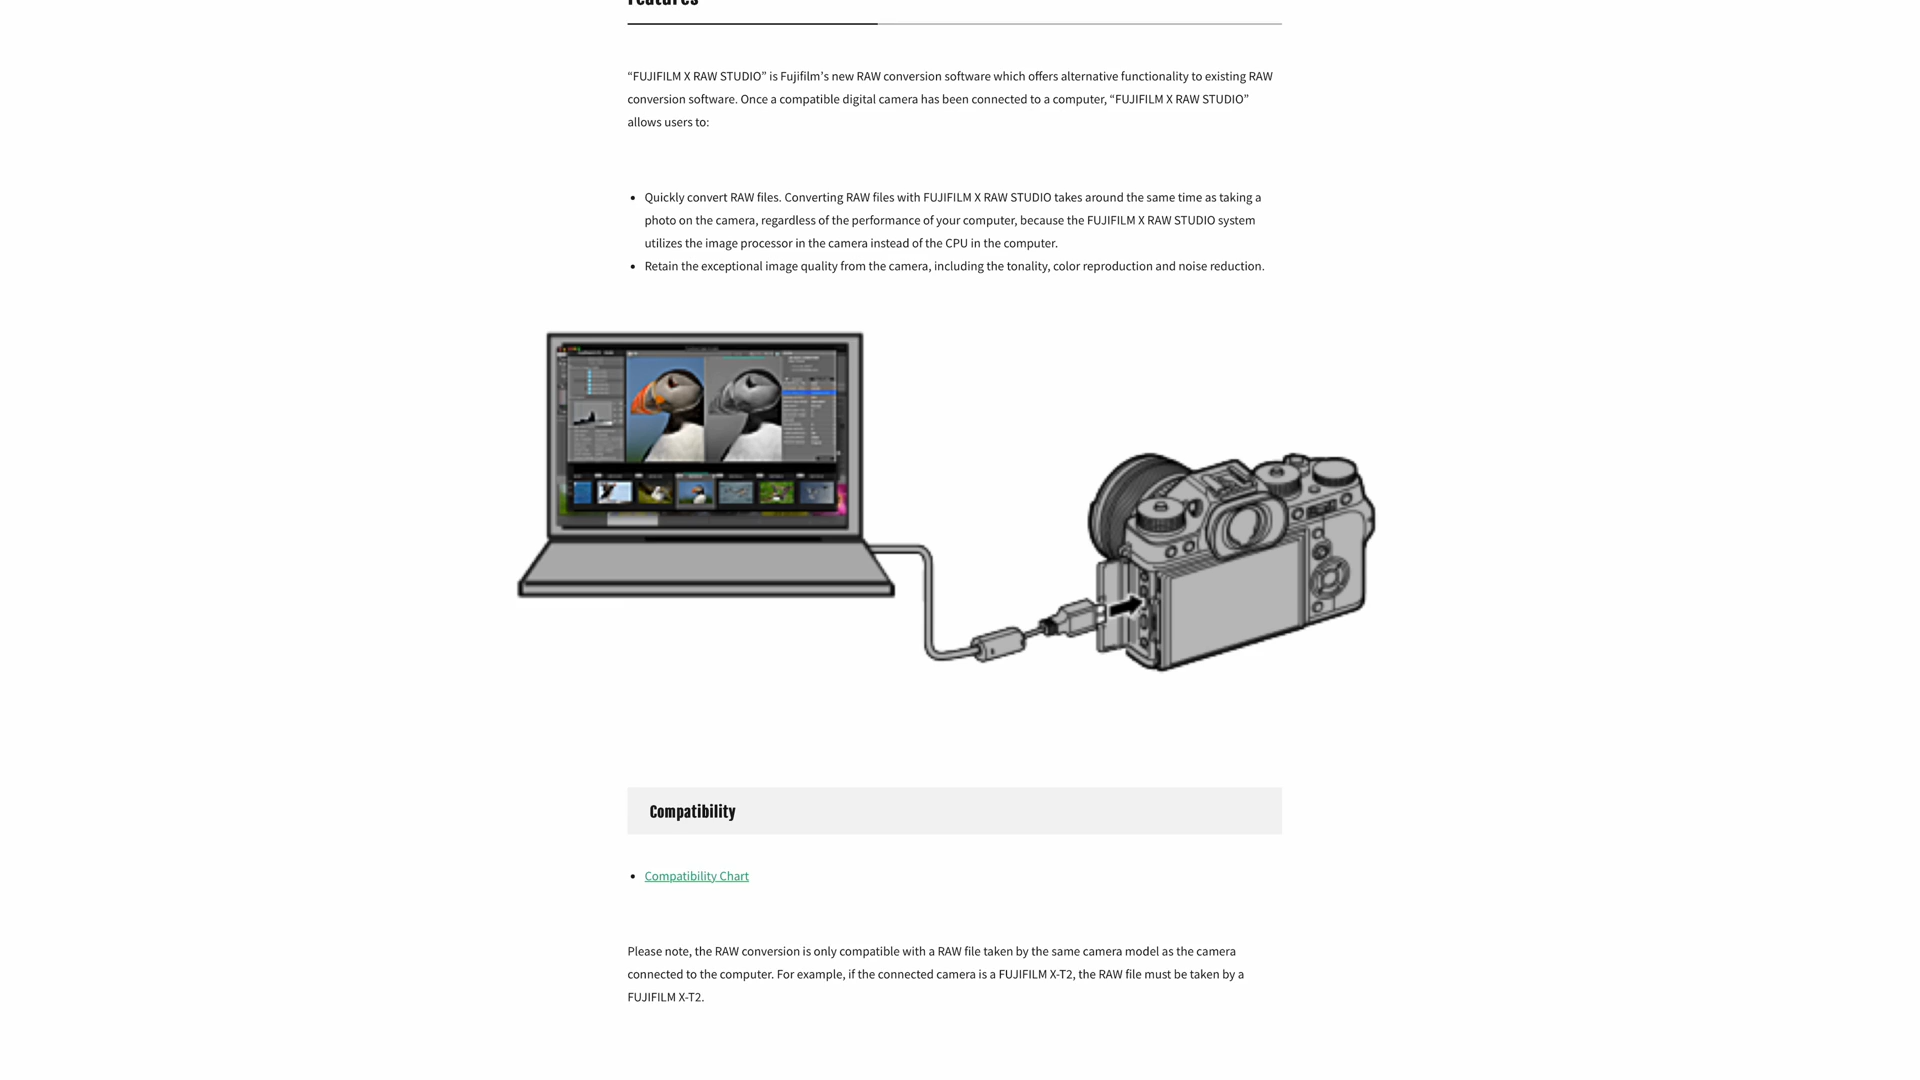 Features
“FUJIFILM X RAW STUDIO” is Fujifilm’s new RAW conversion software which offers alternative functionality to existing RAW
conversion software. Once a compatible digital camera has been connected to a computer, “FUJIFILM X RAW STUDIO”
allows users to:
• Quickly convert RAW files. Converting RAW files with FUJIFILM X RAW STUDIO takes around the same time as taking a
photo on the camera, regardless of the performance of your computer, because the FUJIFILM X RAW STUDIO system
utilizes the image processor in the camera instead of the CPU in the computer.
• Retain the exceptional image quality from the camera, including the tonality, color reproduction and noise reduction.
Compatibility
• Compatibility Chart
Please note, the RAW conversion is only compatible with a RAW file taken by the same camera model as the camera
connected to the computer. For example, if the connected camera is a FUJIFILM X-T2, the RAW file must be taken by a
FUJIFILM X-T2.